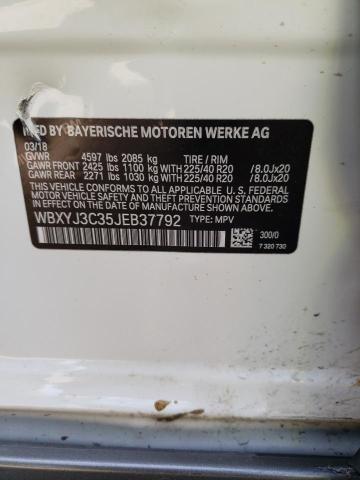 MFD BY BAYERISCHE MOTOREN WERKE AG
03/18
GVWR 4597 lbs 2085 kg TIRE / RIM
GAWR FRONT 2425 lbs 1100 kg WITH 225/40 R20 /8.0Jx20
GAWR REAR 2271 lbs 1030 kg WITH 225/40 R20 /8.0Jx20
THIS VEHICLE CONFORMS TO ALL APPLICABLE U.S. FEDERAL
MOTOR VEHICLE SAFETY STANDARDS IN EFFECT ON THE
DATE OF MANUFACTURE SHOWN ABOVE.
WBXYJ3C35JEB37792 TYPE: MPV
300/0
7 320 730